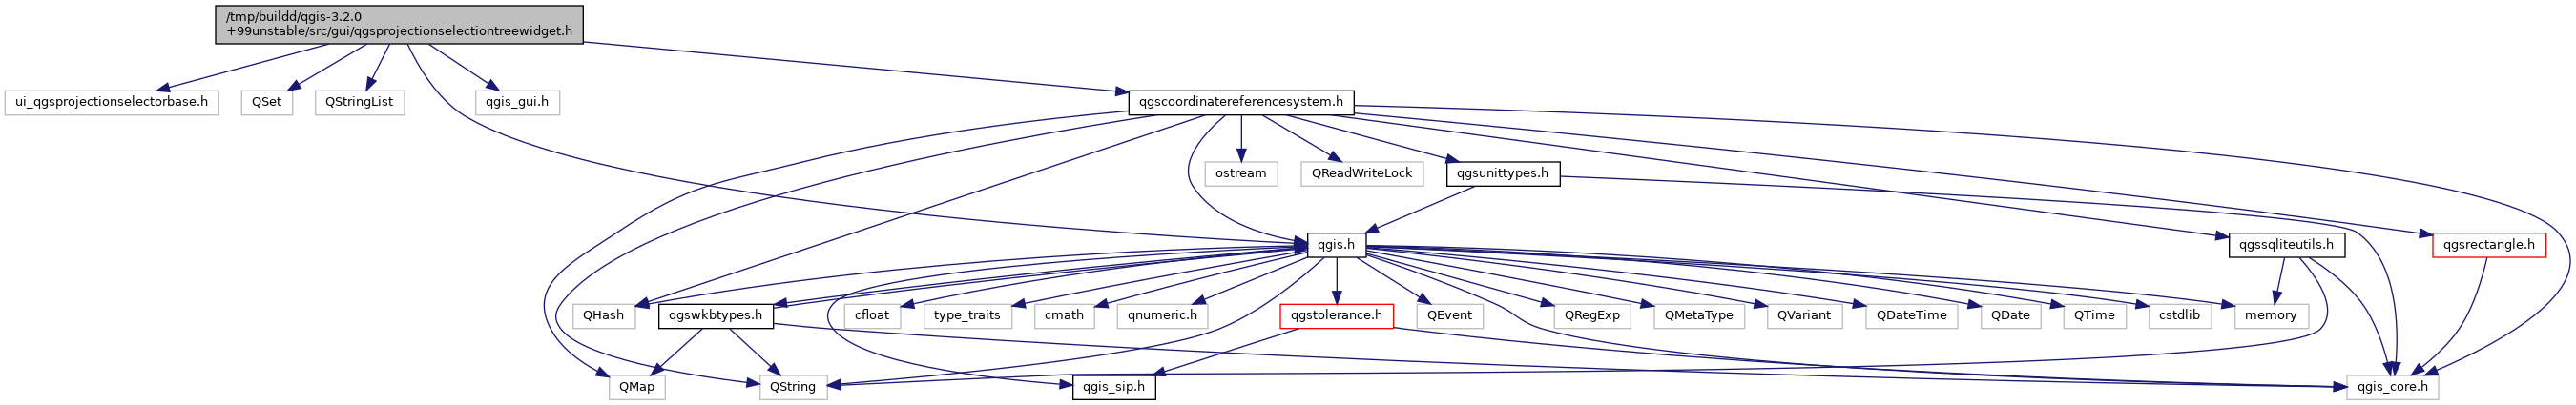 /tmp/buildd/qgis-3.2.0
+99unstable/src/gui/qgsprojectionselectiontreewidget.h
ui_qgsprojectionselectorbase.h
QSet
QStringList
qgis_gui.h
qgscoordinatereferencesystem.h
ostream
QReadWriteLock
qgsunittypes.h
qgis.h
qgssqliteutils.h
qgsrectangle.h
QHash
qgswkbtypes.h
cfloat
type_traits
cmath
qnumeric.h
qgstolerance.h
QEvent
QRegExp
QMetaType
QVariant
QDateTime
QDate
QTime
cstdlib
memory
QMap
QString
qgis_sip.h
qgis_core.h